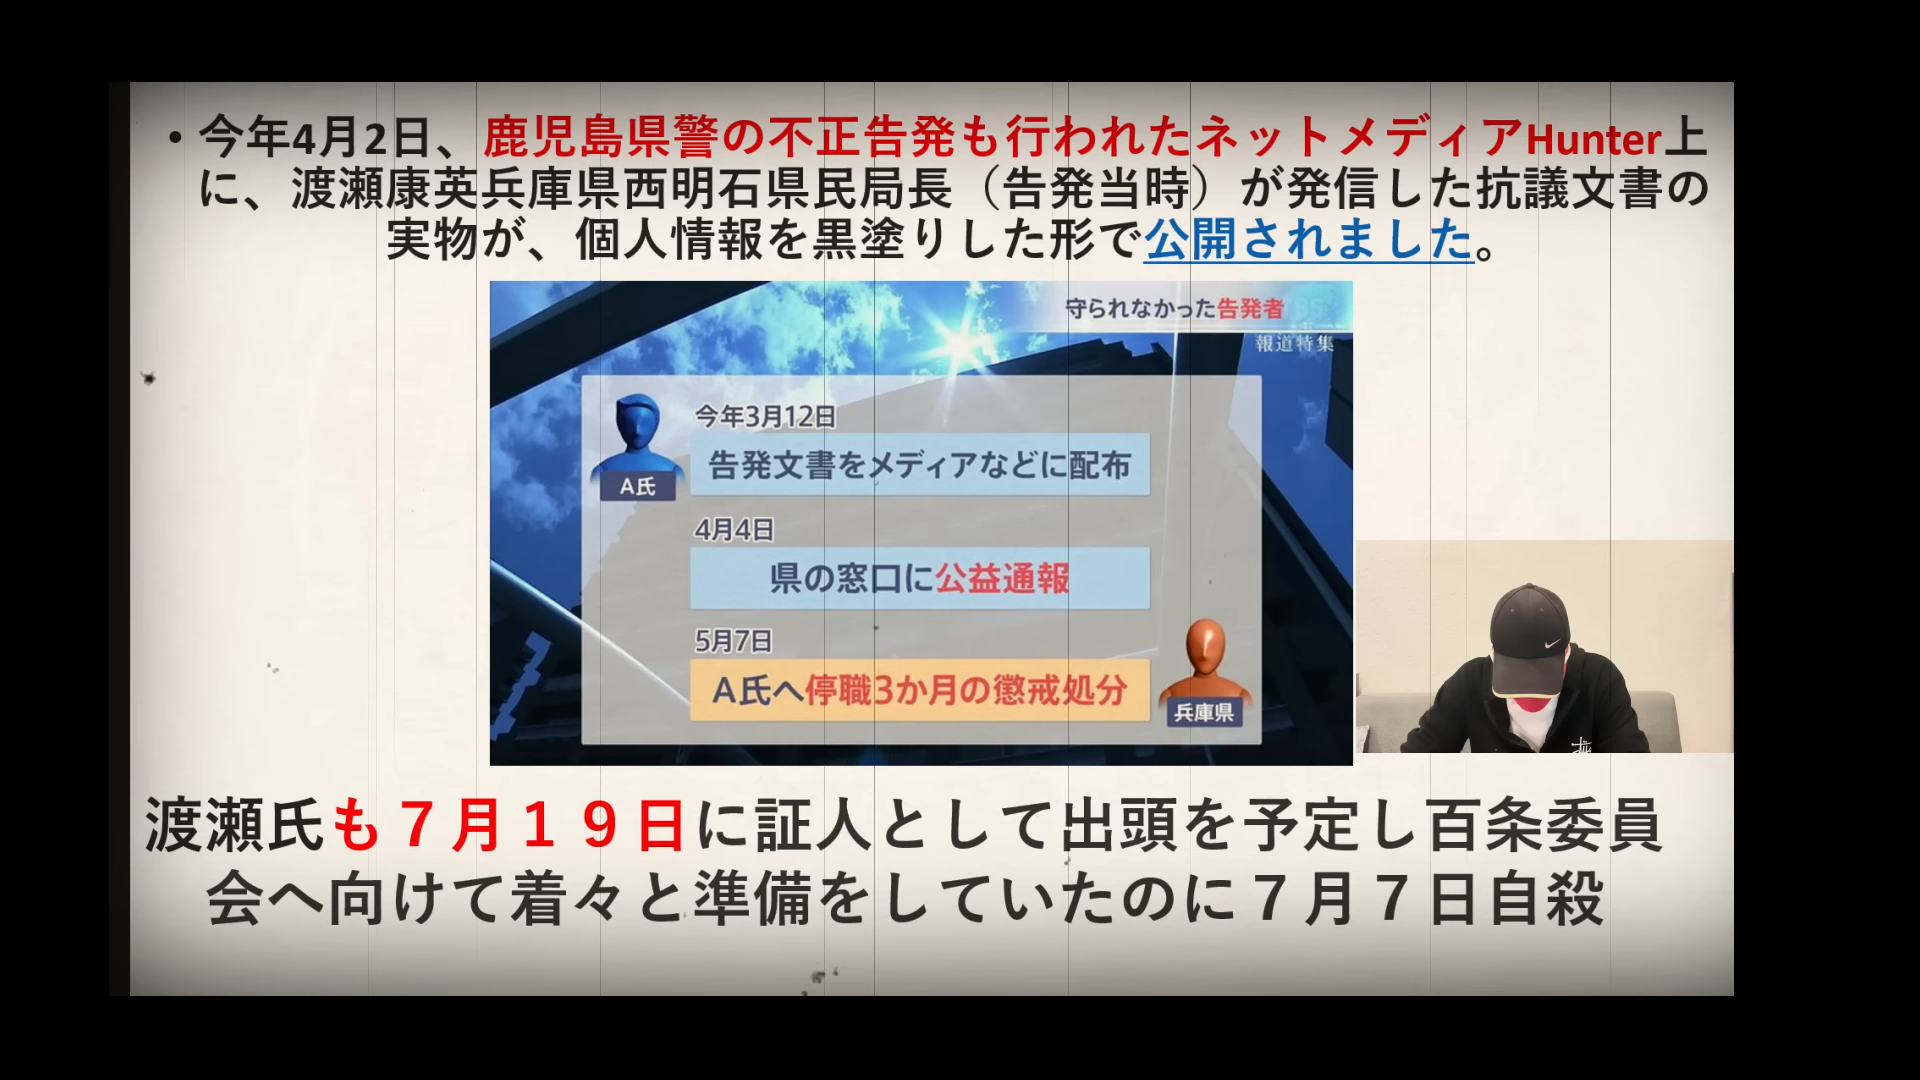 • 今年4月2日、鹿児島県警の不正告発も行われたネットメディアHunter上
に、渡瀬康英兵庫県西明石県民局長（告発当時）が発信した抗議文書の
実物が、個人情報を黒塗りした形で公開されました。
守られなかった告発者
報道特集
今年3月12日
告発文書をメディアなどに配布
A氏
4月4日
県の窓口に公益通報
5月7日
A氏へ停職3か月の懲戒処分
兵庫県
渡瀬氏も７月１９日に証人として出頭を予定し百条委員
会へ向けて着々と準備をしていたのに７月７日自殺